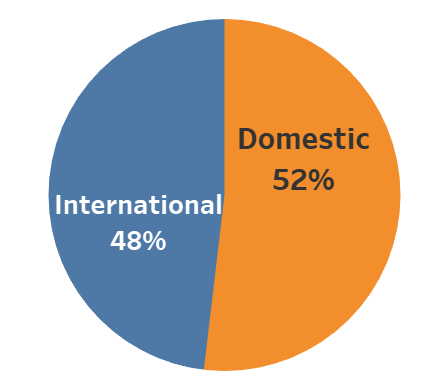 Domestic
52%
International
48%